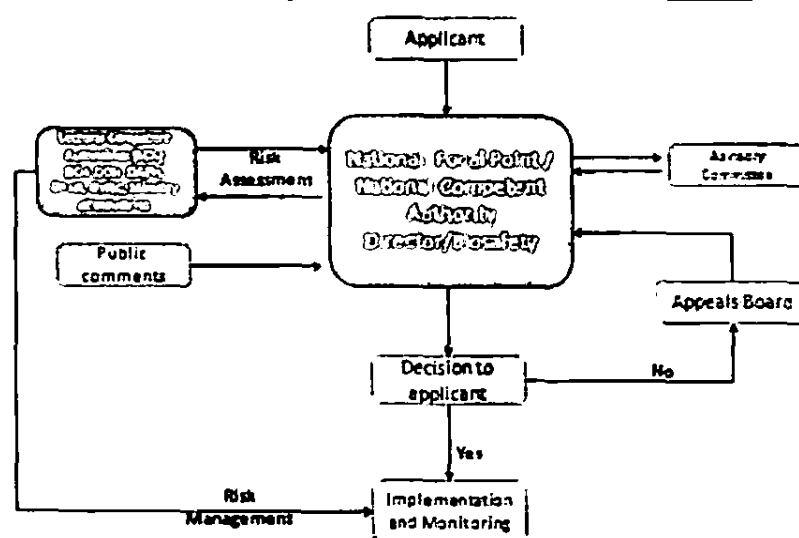 Applicant
Risk
Assessment
National Focal Point /
National Competent
Authority
Director/Biosafety
Advisory
Committee
Public
comments
Appeals Board
Decision to
applicant
No
Yes
Risk
Management
Implementation
and Monitoring